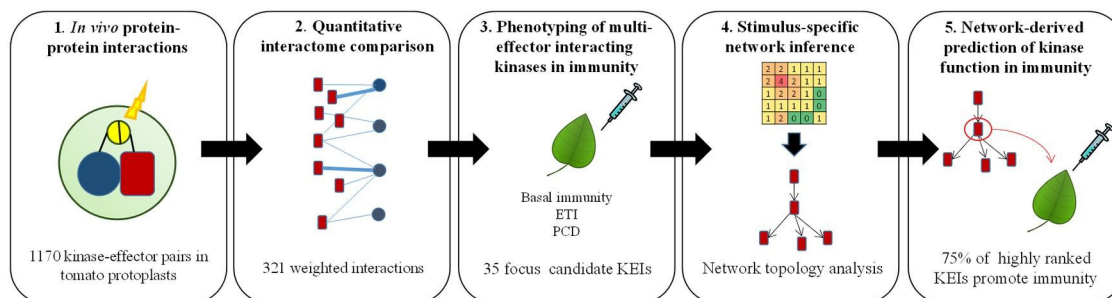 1. In vivo protein-
protein interactions
1170 kinase-effector pairs in
tomato protoplasts
2. Quantitative
interactome comparison
321 weighted interactions
3. Phenotyping of multi-
effector interacting
kinases in immunity
Basal immunity
ETI
PCD
35 focus candidate KEIs
4. Stimulus-specific
network inference
2 2 1 1 1
2 4 2 1 1
1 2 2 1 0
1 1 1 1 0
1 2 0 0 1
Network topology analysis
5. Network-derived
prediction of kinase
function in immunity
75% of highly ranked
KEIs promote immunity